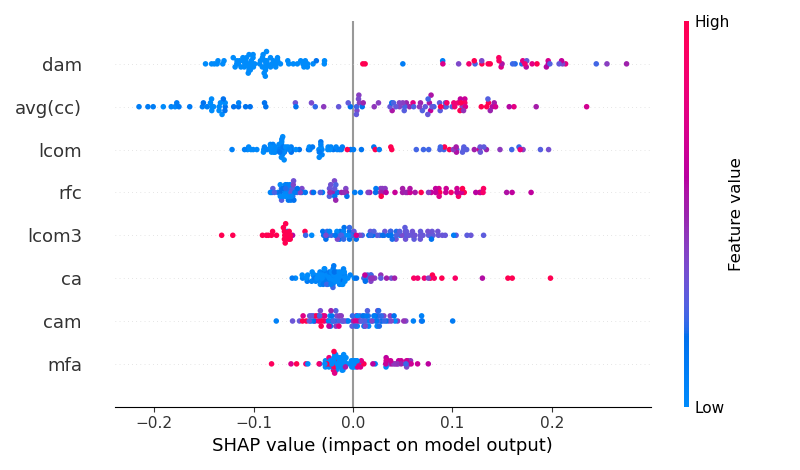 High
dam
avg(cc)
lcom
rfc
lcom3
ca
cam
mfa
Feature value
Low
−0.2 −0.1 0.0 0.1 0.2
SHAP value (impact on model output)